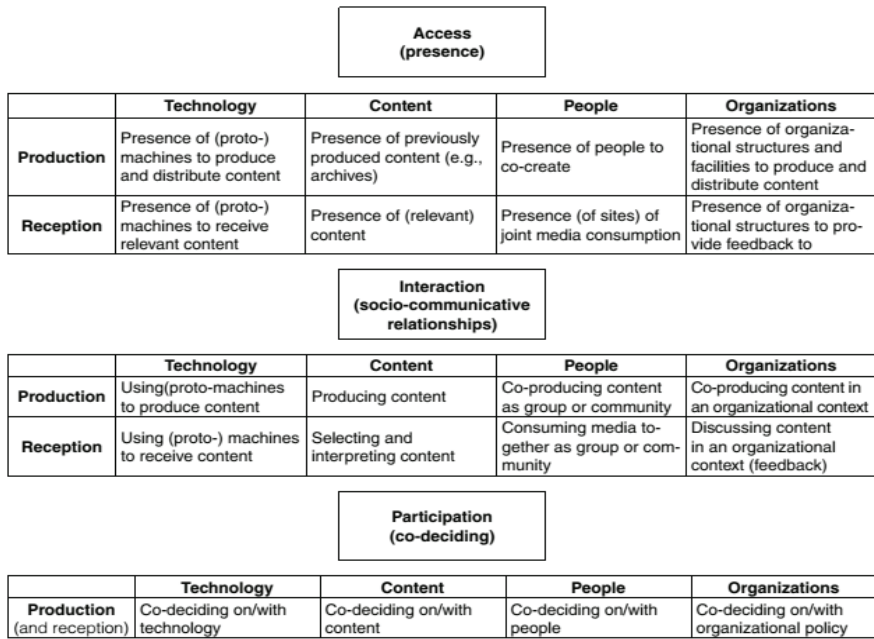 Access
(presence)
Technology Content People Organizations
Production
Presence of (proto-)
machines to produce
and distribute content
Presence of previously
produced content (e.g.,
archives)
Presence of people to
co-create
Presence of organiza-
tional structures and
facilities to produce and
distribute content
Reception
Presence of (proto-)
machines to receive
relevant content
Presence of (relevant)
content
Presence (of sites) of
joint media consumption
Presence of organiza-
tional structures to pro-
vide feedback to
Interaction
(socio-communicative
relationships)
Technology Content People Organizations
Production
Using(proto-machines
to produce content
Producing content
Co-producing content
as group or community
Co-producing content in
an organizational context
Reception
Using (proto-) machines
to receive content
Selecting and
interpreting content
Consuming media to-
gether as group or com-
munity
Discussing content
in an organizational
context (feedback)
Participation
(co-deciding)
Technology Content People Organizations
Production
(and reception)
Co-deciding on/with
technology
Co-deciding on/with
content
Co-deciding on/with
people
Co-deciding on/with
organizational policy